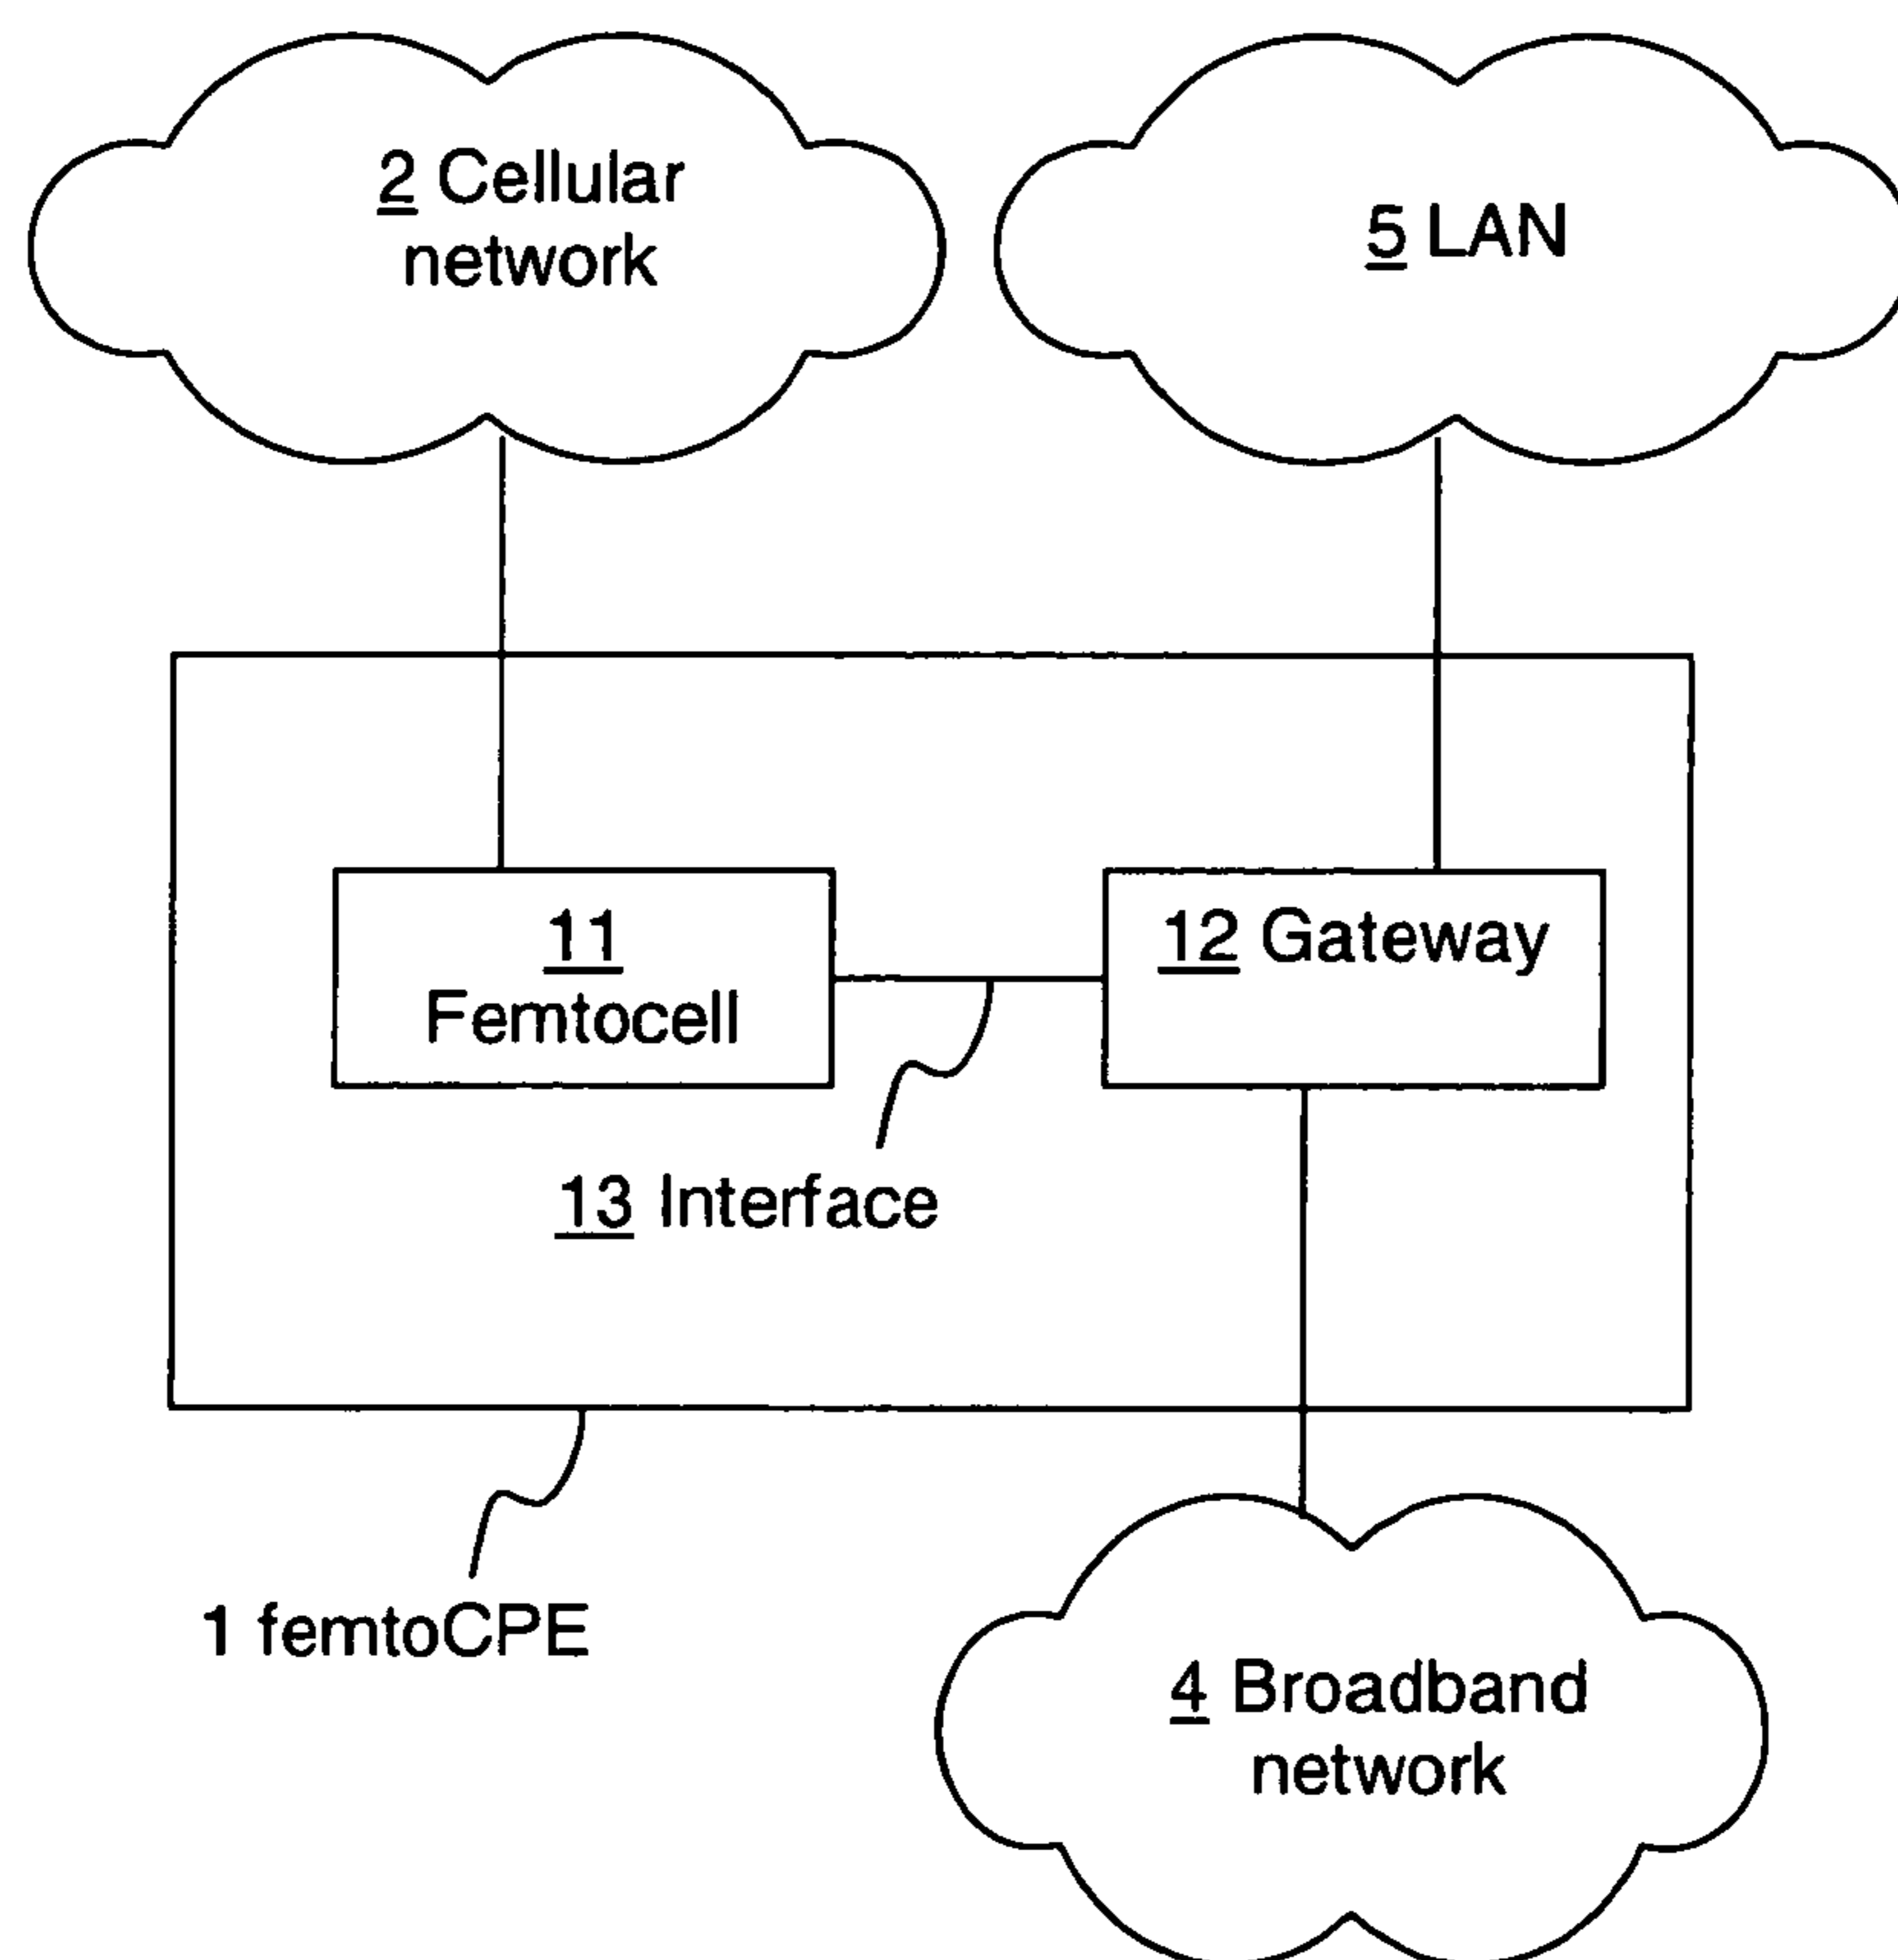 2 Cellular
network
5 LAN
11
Femtocell
12 Gateway
13 Interface
1 femtoCPE
4 Broadband
network